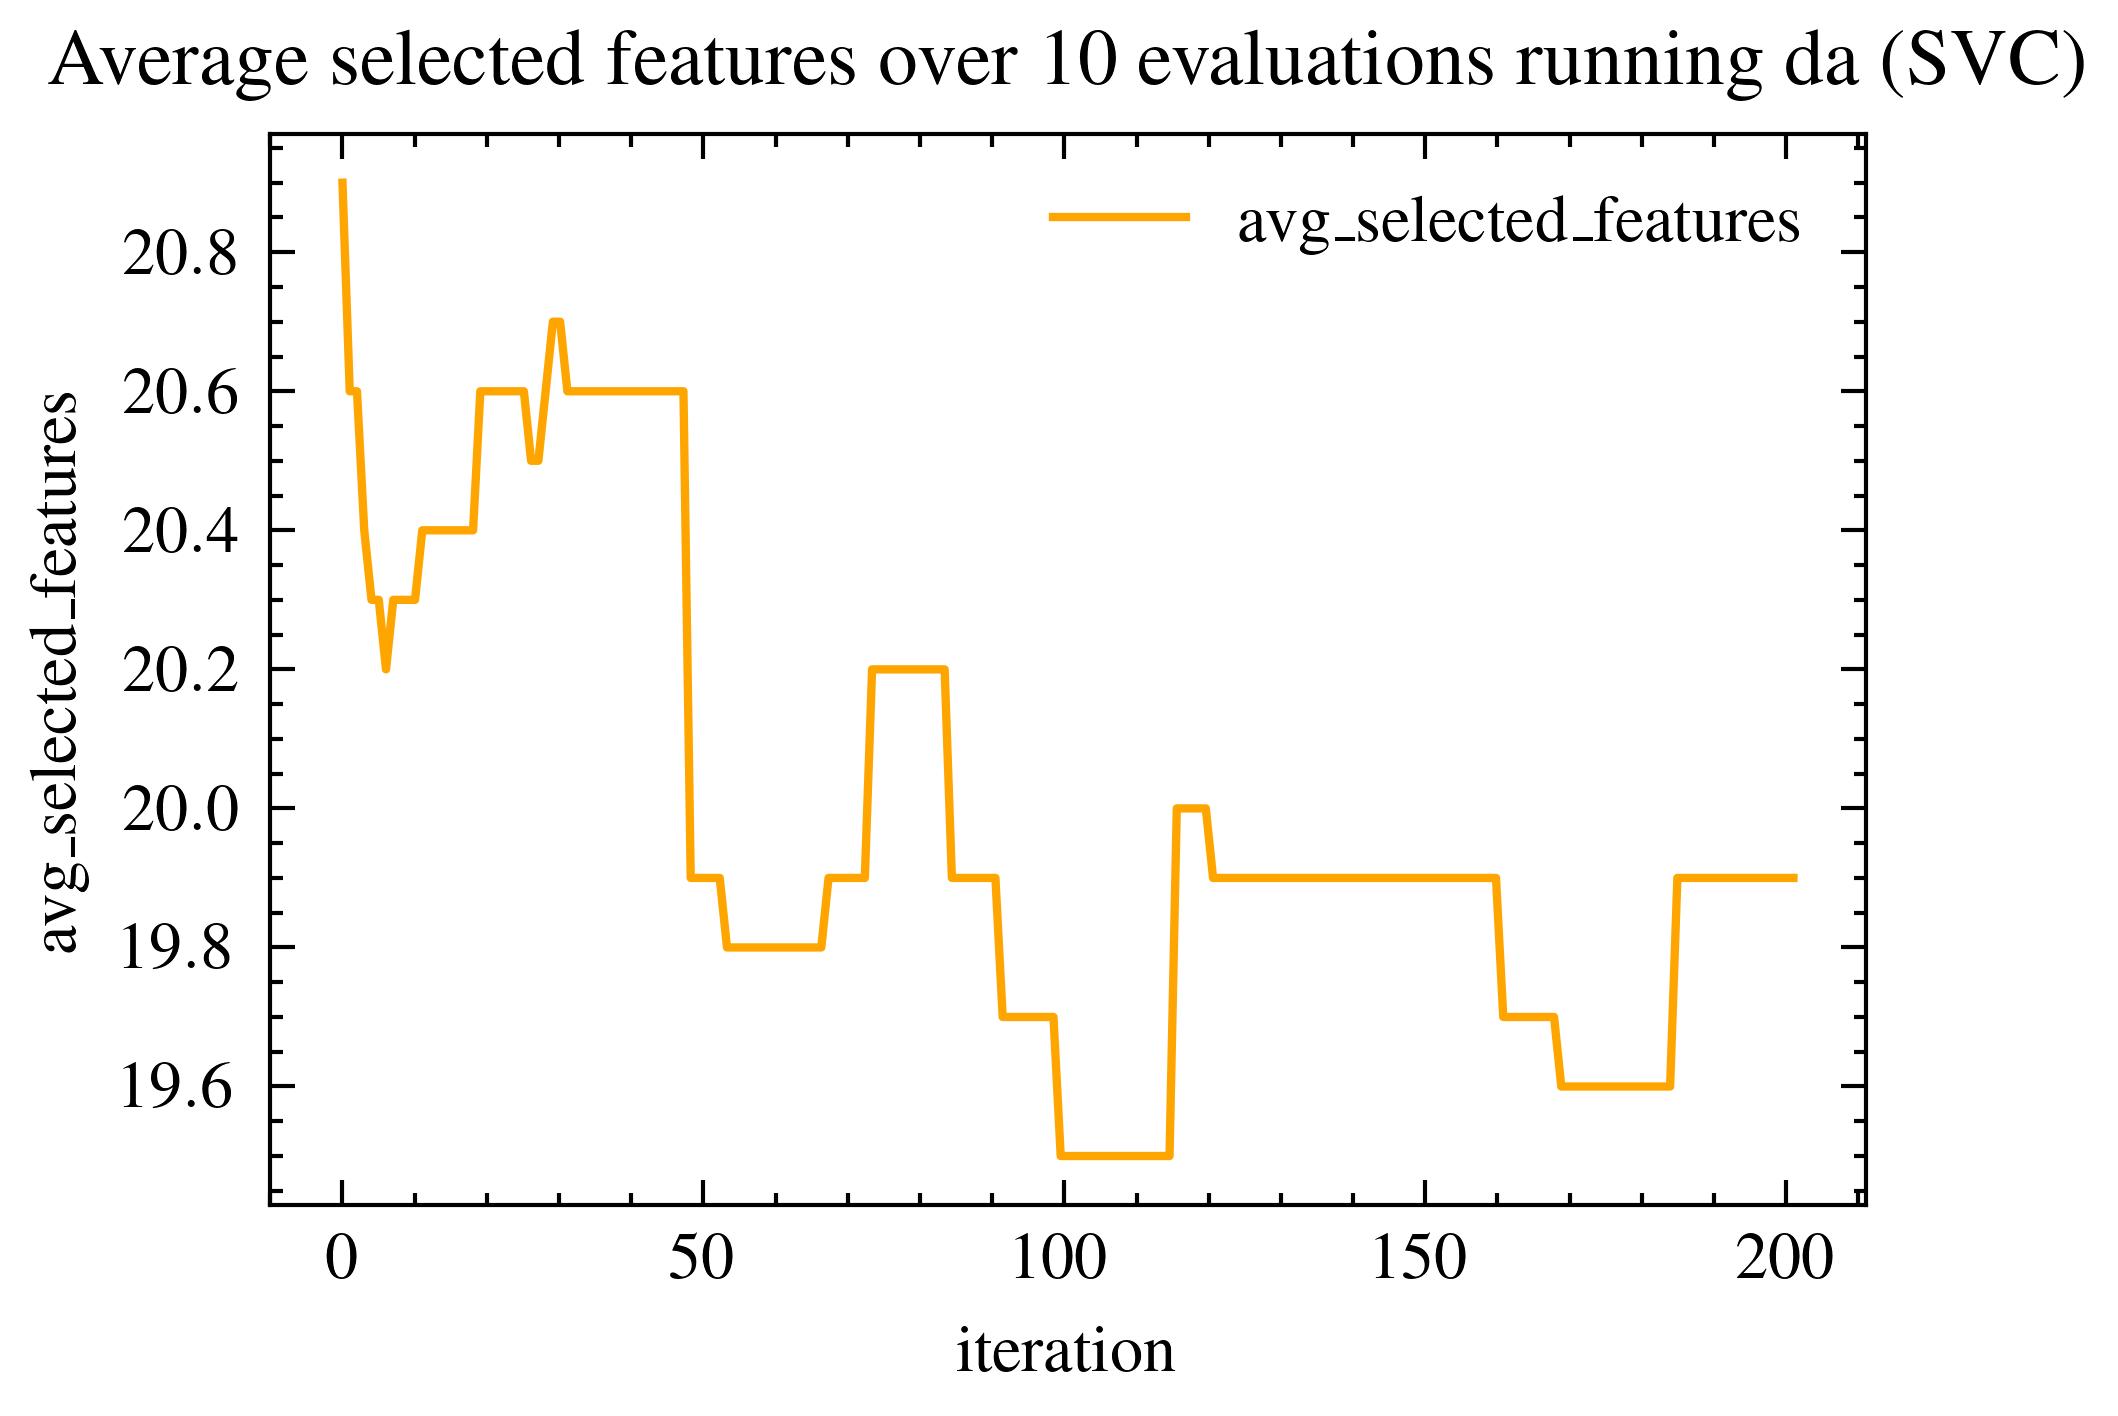 Average selected features over 10 evaluations running da (SVC)
avg_selected_features
20.8
20.6
20.4
20.2
20.0
19.8
19.6
avg_selected_features
0 50 100 150 200
iteration